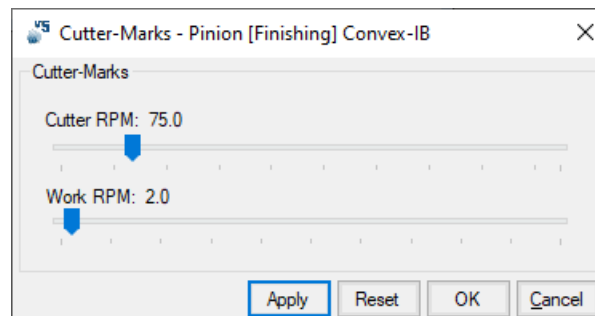 VS
Cutter-Marks - Pinion [Finishing] Convex-IB
Cutter-Marks
Cutter RPM: 75.0
Work RPM: 2.0
Apply Reset OK Cancel